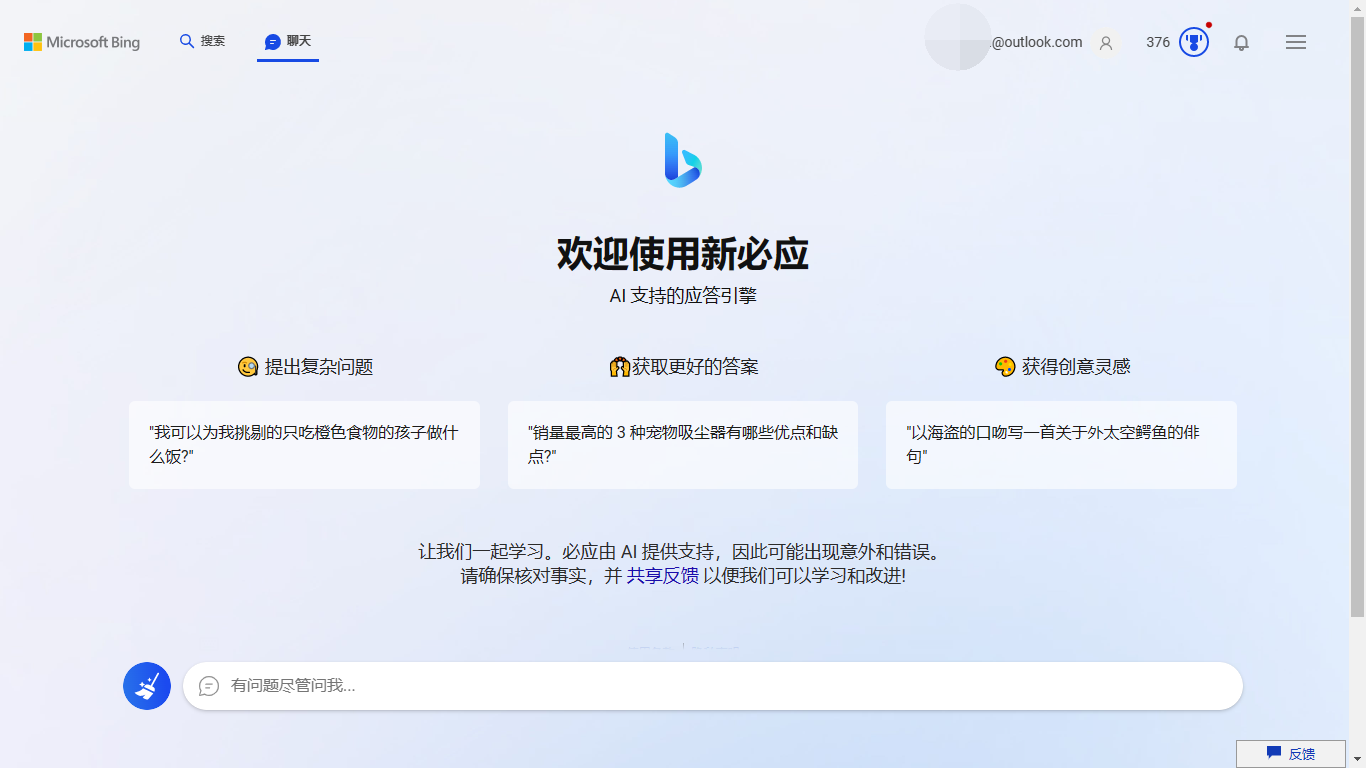 Microsoft Bing
搜索
聊天
@outlook.com
376
欢迎使用新必应
AI 支持的应答引擎
提出复杂问题
获取更好的答案
获得创意灵感
"我可以为我挑剔的只吃橙色食物的孩子做什
么饭?"
"销量最高的 3 种宠物吸尘器有哪些优点和缺
点?"
"以海盗的口吻写一首关于外太空鳄鱼的俳
句"
让我们一起学习。必应由 AI 提供支持，因此可能出现意外和错误。
请确保核对事实，并 共享反馈 以便我们可以学习和改进!
有问题尽管问我...
反馈